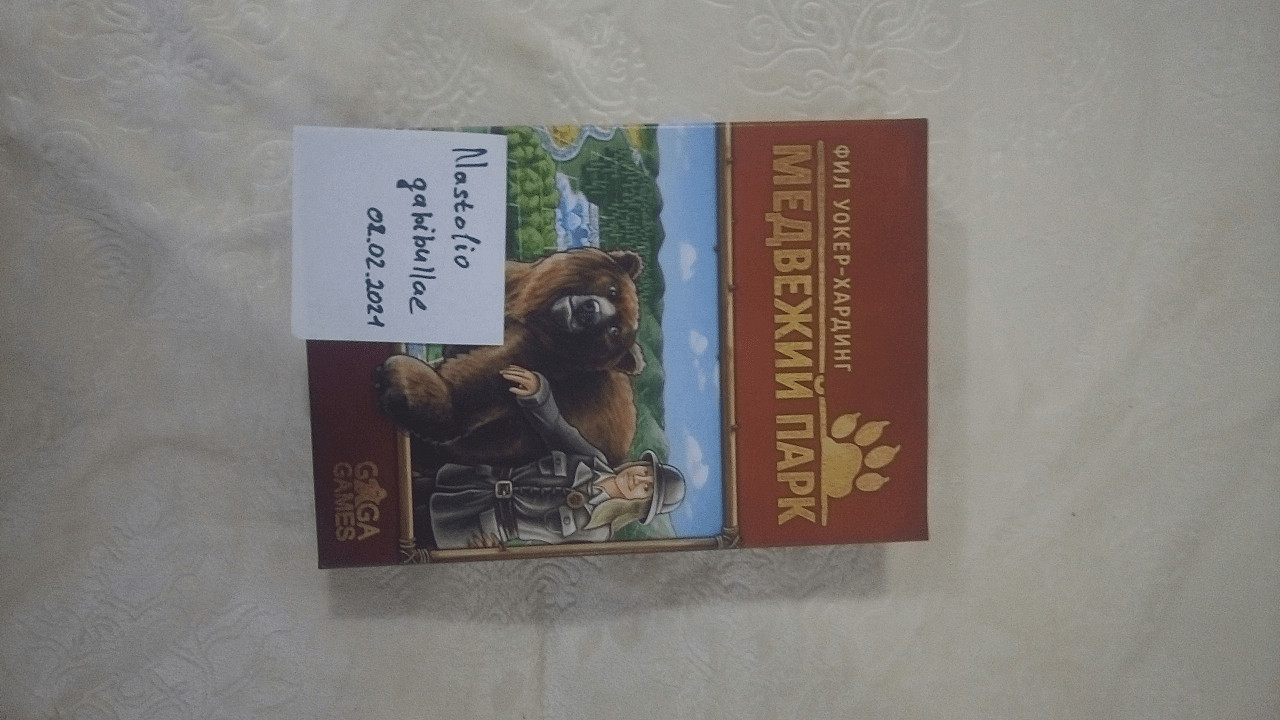 ФИЛ УОКЕР-ХАРДИНГ
МЕДВЕЖИЙ ПАРК
Nastolio
gabibullae
02.02.2021
GAGA
GAMES